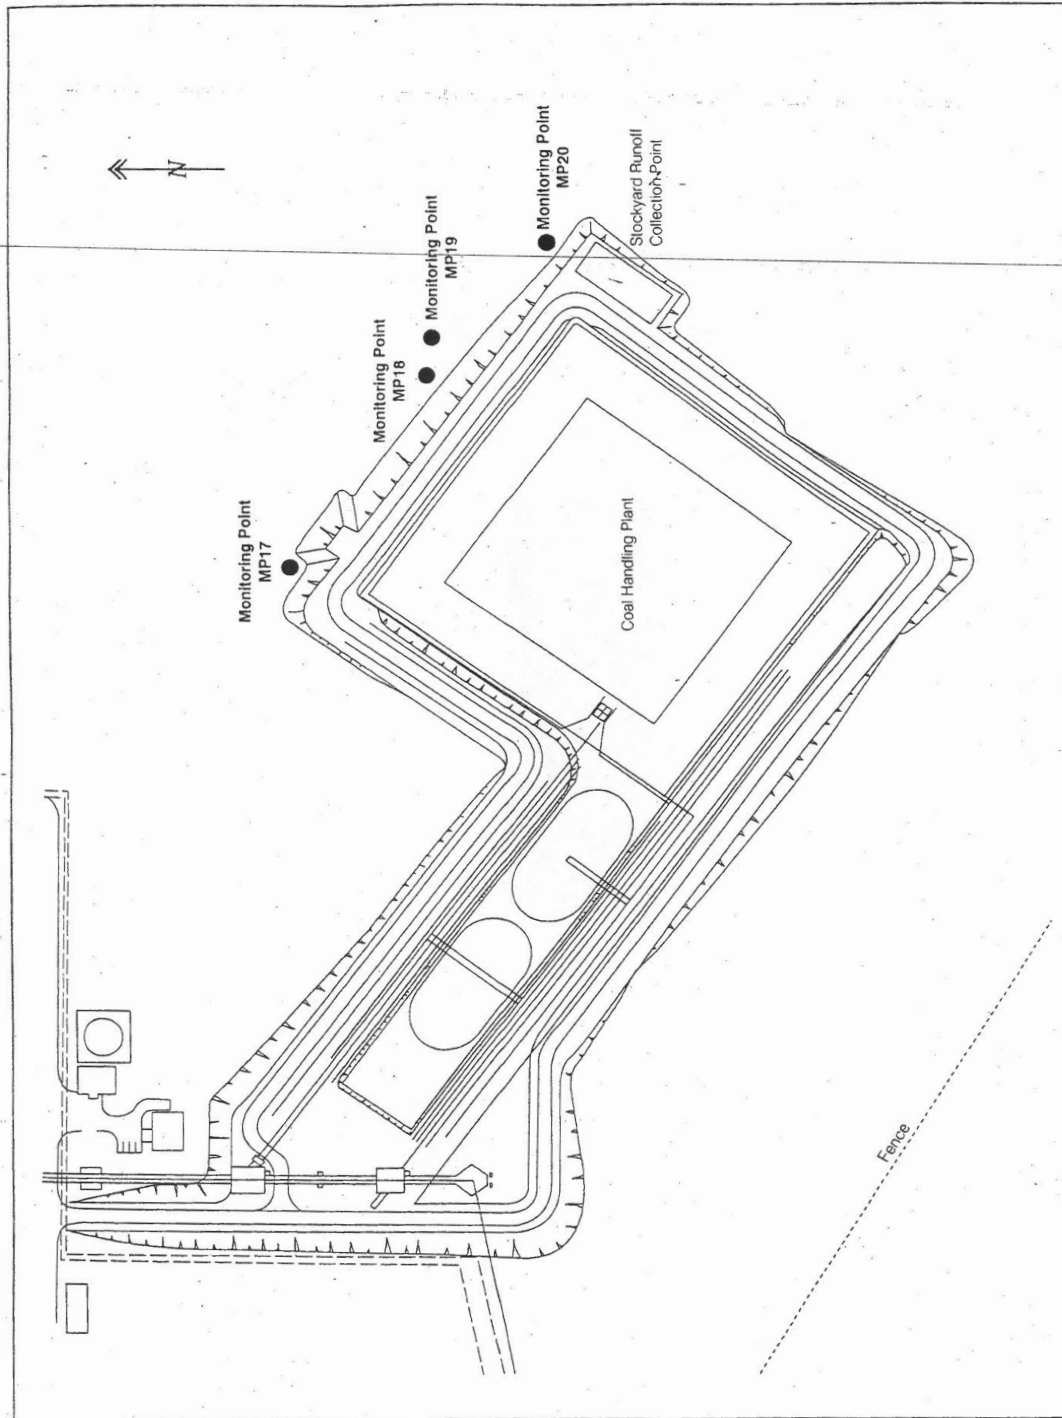 N
Monitoring Point
MP20
Monitoring Point
MP19
Monitoring Point
MP18
Monitoring Point
MP17
Stockyard Runoff
Collection Point
Coal Handling Plant
Fence